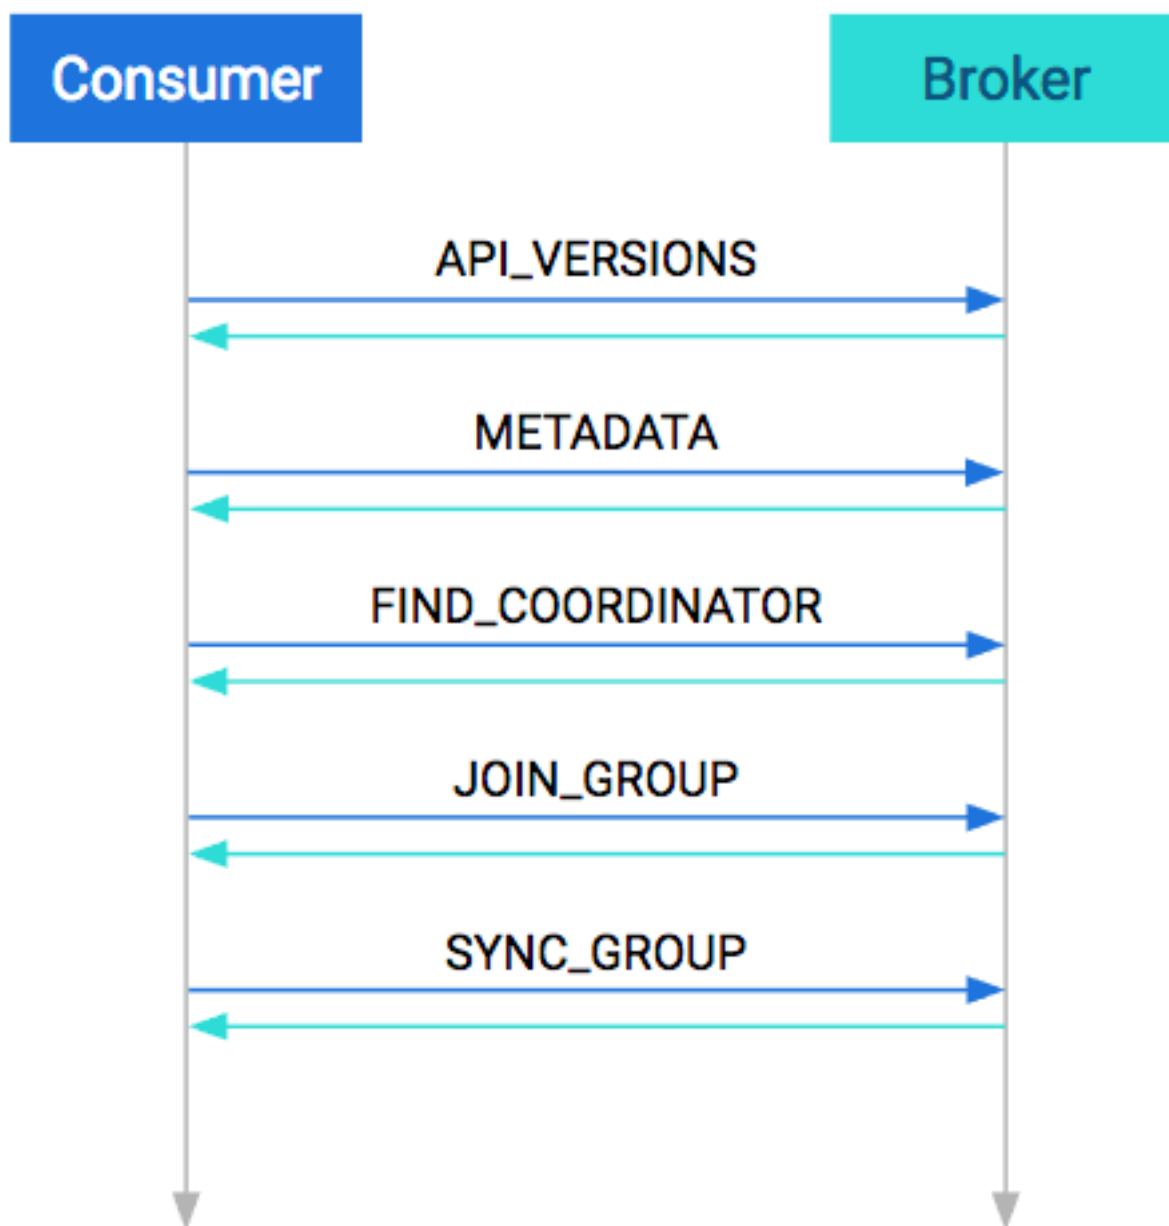 Consumer
Broker
API_VERSIONS
METADATA
FIND_COORDINATOR
JOIN_GROUP
SYNC_GROUP